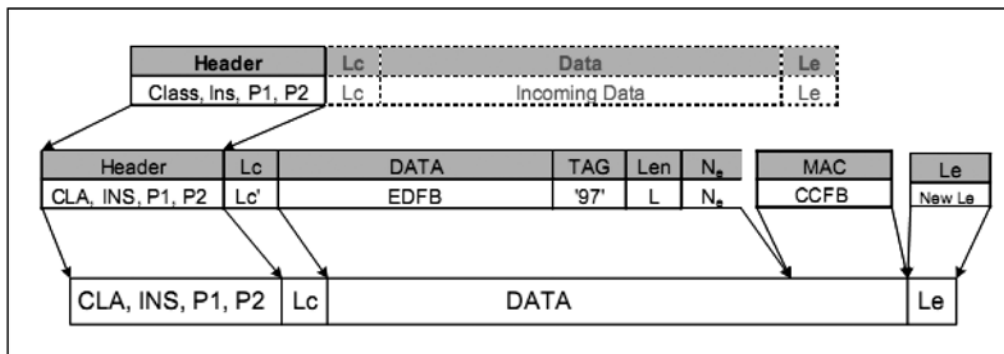 Header Lc Data Le
Class, Ins, P1, P2 Lc Incoming Data Le
Header Lc DATA TAG Len Ne MAC Le
CLA, INS, P1, P2 Lc' EDFB '97' L Ne CCFB New Le
CLA, INS, P1, P2 Lc DATA Le